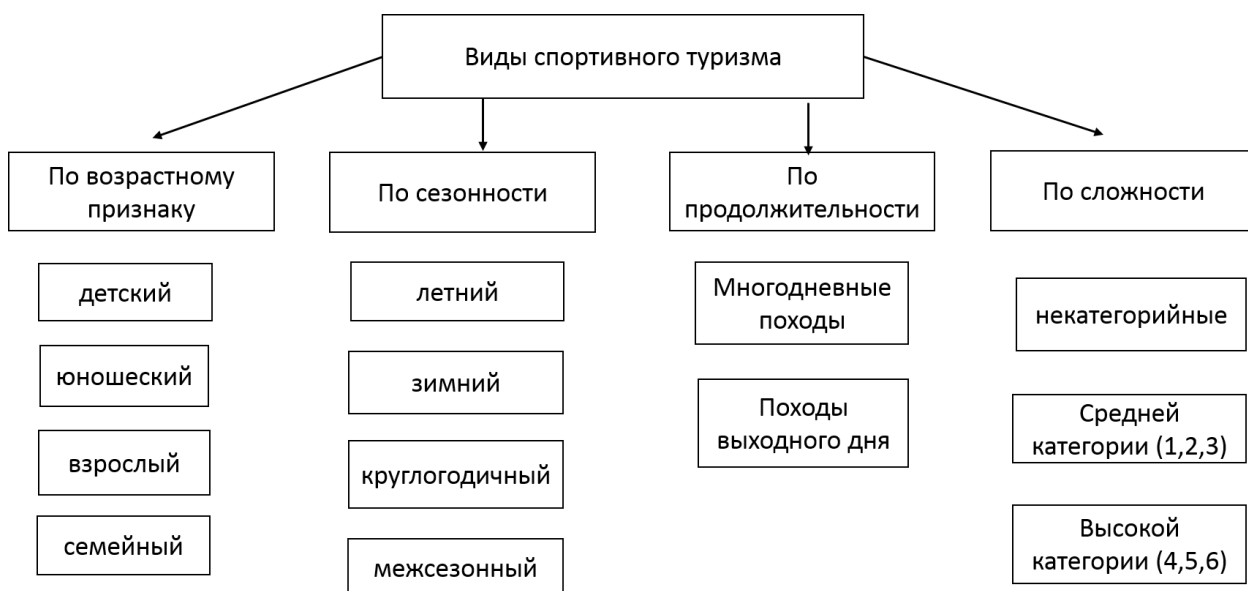 Виды спортивного туризма
По возрастному
признаку
детский
юношеский
взрослый
семейный
По сезонности
летний
зимний
круглогодичный
межсезонный
По
продолжительности
Многодневные
походы
Походы
выходного дня
По сложности
некатегорийные
Средней
категории (1,2,3)
Высокой
категории (4,5,6)